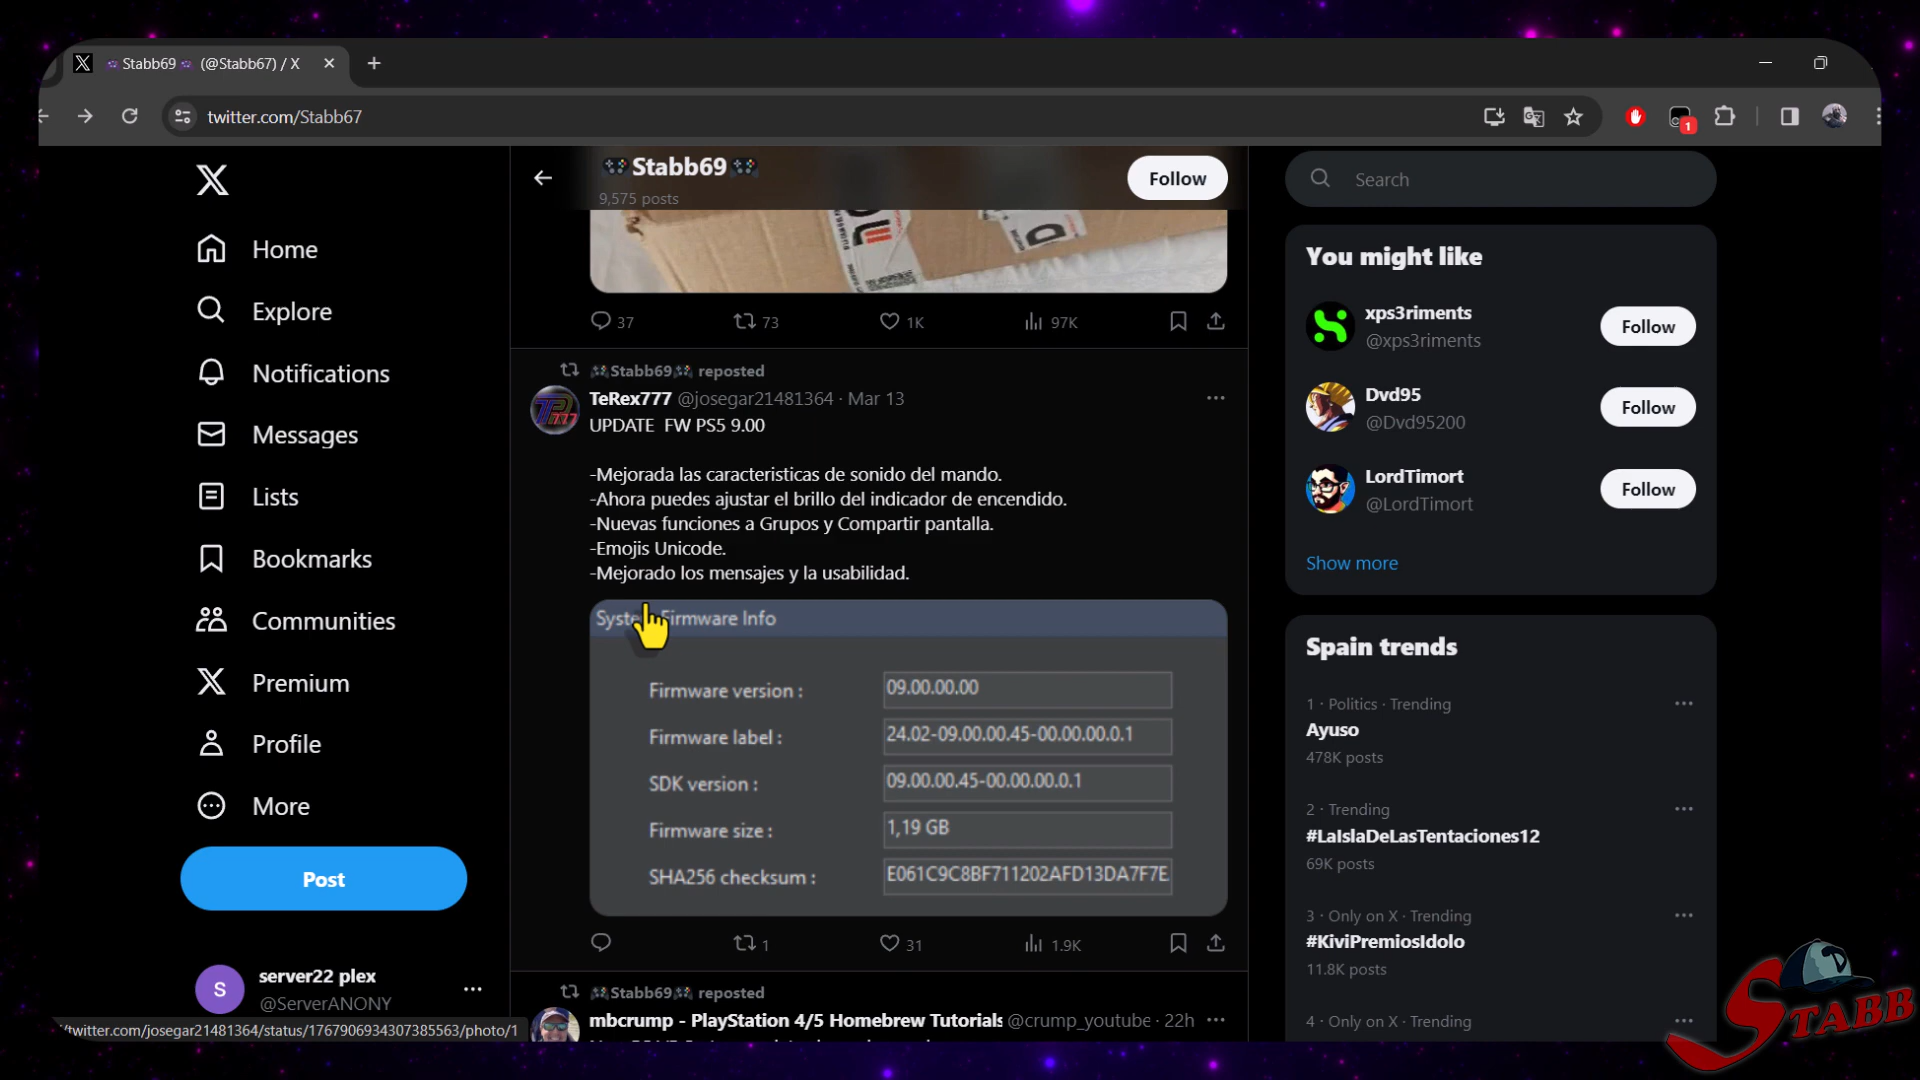 Stabb69 (@Stabb67) / X
twitter.com/Stabb67
1
Stabb69
9,575 posts
Follow
Search
Home
Explore
Notifications
Messages
Lists
Bookmarks
Communities
Premium
Profile
More
Post
server22 plex
@ServerANONY
S
37
73
1K
97K
Stabb69 reposted
TeRex777 @josegar21481364 · Mar 13
UPDATE FW PS5 9.00
-Mejorada las caracteristicas de sonido del mando.
-Ahora puedes ajustar el brillo del indicador de encendido.
-Nuevas funciones a Grupos y Compartir pantalla.
-Emojis Unicode.
-Mejorado los mensajes y la usabilidad.
Firmware Info
Firmware version : 09.00.00.00
Firmware label : 24.02-09.00.00.45-00.00.00.0.1
SDK version : 09.00.00.45-00.00.00.0.1
Firmware size : 1,19 GB
SHA256 checksum : E061C9C8BF711202AFD13DA7F7E
1
31
1.9K
Stabb69 reposted
mbcrump - PlayStation 4/5 Homebrew Tutorials @crump_youtube · 22h
/twitter.com/josegar21481364/status/1767906934307385563/photo/1
You might like
xps3riments
@xps3riments
Follow
Dvd95
@Dvd95200
Follow
LordTimort
@LordTimort
Follow
Show more
Spain trends
1 · Politics · Trending
Ayuso
478K posts
2 · Trending
#LaIslaDeLasTentaciones12
69K posts
3 · Only on X · Trending
#KiviPremiosIdolo
11.8K posts
4 · Only on X · Trending
STABB